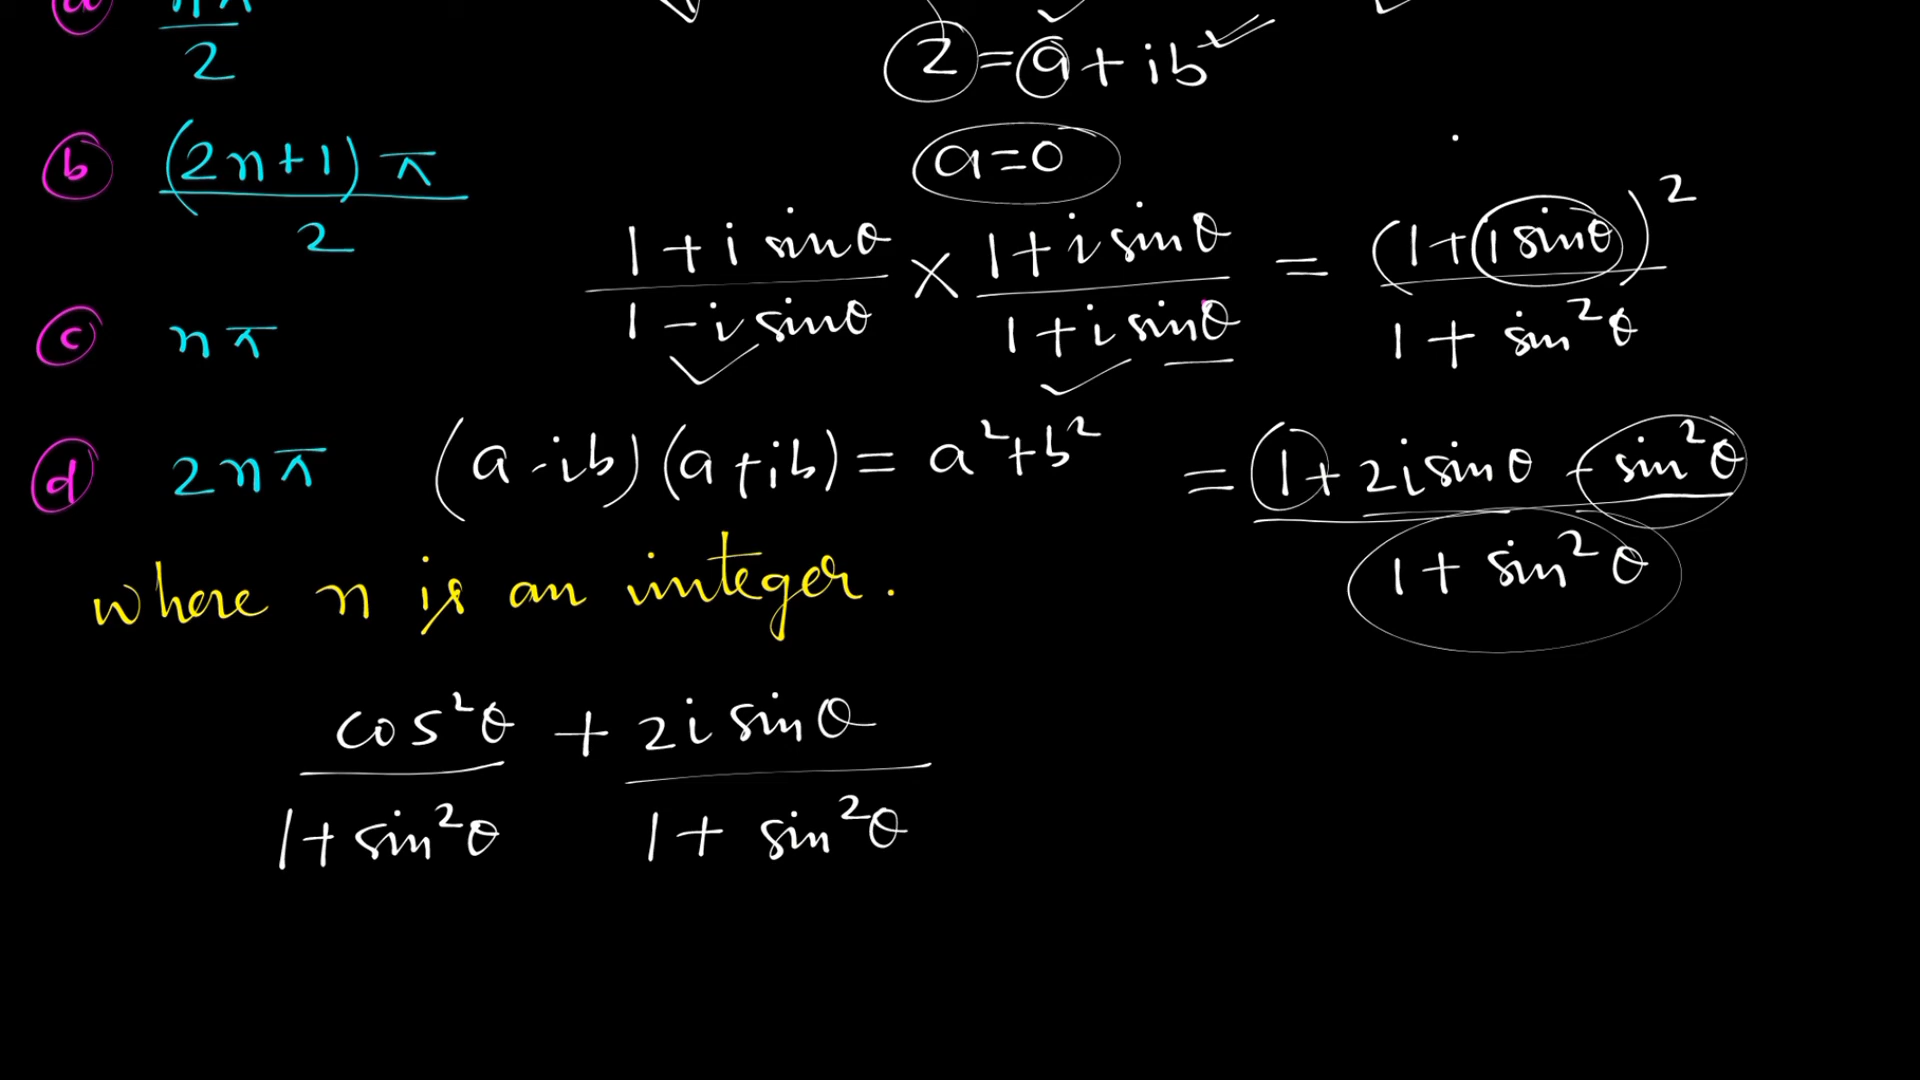 (a) nπ/2
z = a + ib
(b) (2n+1)π/2
a=0
(1 + i sinθ)/(1 - i sinθ) × (1 + i sinθ)/(1 + i sinθ) = (1 + i sinθ)²/(1 + sin²θ)
(c) nπ
(d) 2nπ
(a - ib)(a + ib) = a² + b²
= (1 + 2i sinθ - sin²θ)/(1 + sin²θ)
where n is an integer.
cos²θ/(1 + sin²θ) + 2i sinθ/(1 + sin²θ)